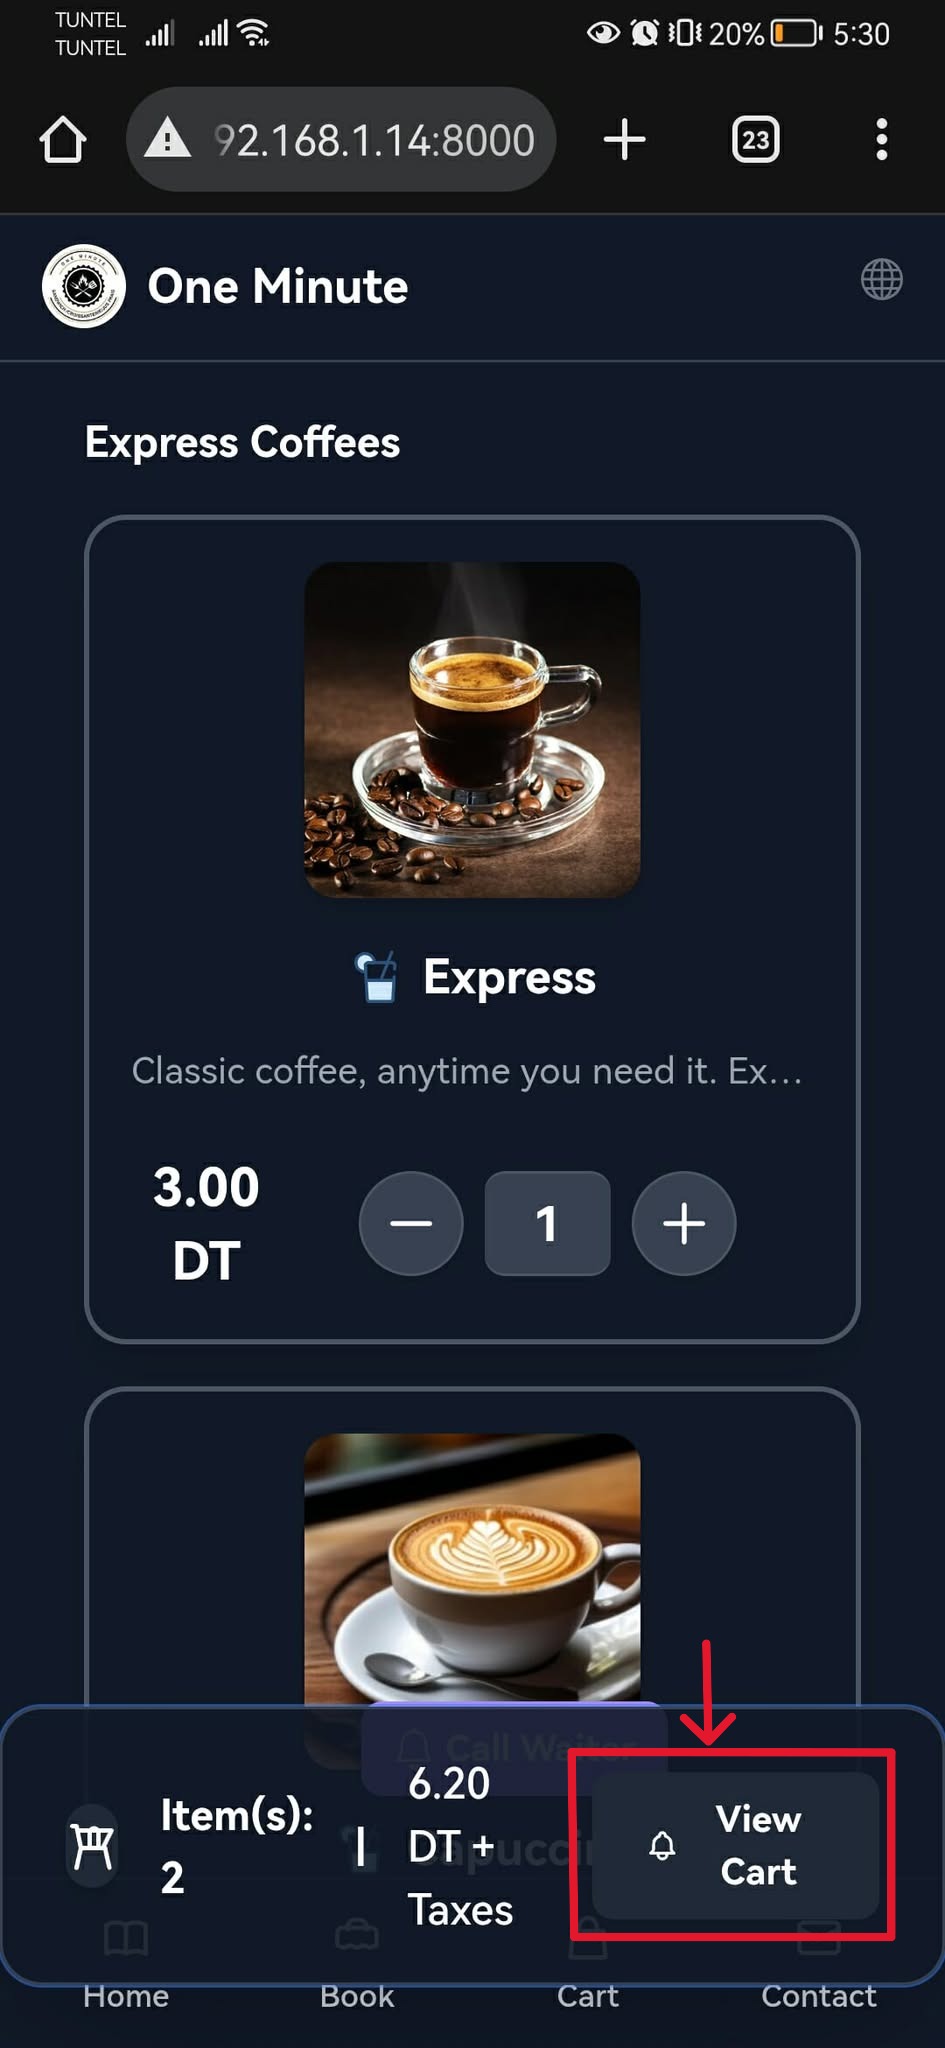 TUNTEL
TUNTEL
20% 5:30
92.168.1.14:8000
23
One Minute
Express Coffees
Express
Classic coffee, anytime you need it. Ex...
3.00
DT
1
Call Waiter
Item(s):
2
|
6.20
DT +
Taxes
View
Cart
Home
Book
Cart
Contact